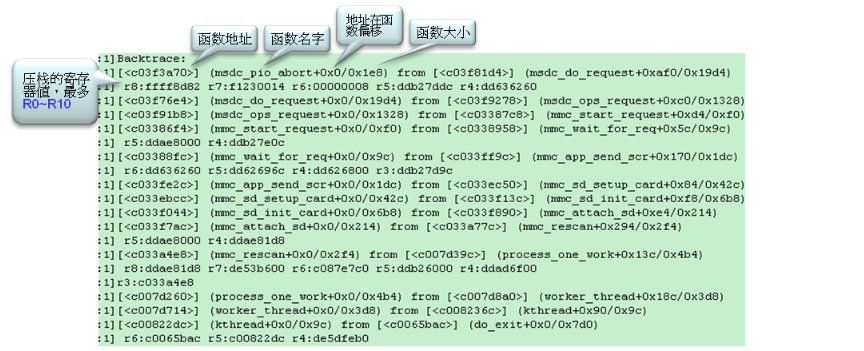 函数地址
函数名字
地址在函
数偏移
函数大小
压栈的寄存
器值，最多
R0~R10
:1]Backtrace:
:1][<c03f3a70>] (msdc_pio_abort+0x0/0x1e8) from [<c03f81d4>] (msdc_do_request+0xaf0/0x19d4)
:1] r8:ffff8d82 r7:f1230014 r6:00000008 r5:ddb27ddc r4:dd636260
:1][<c03f76e4>] (msdc_do_request+0x0/0x19d4) from [<c03f9278>] (msdc_ops_request+0xc0/0x1328)
:1][<c03f91b8>] (msdc_ops_request+0x0/0x1328) from [<c03387c8>] (mmc_start_request+0xd4/0xf0)
:1][<c03386f4>] (mmc_start_request+0x0/0xf0) from [<c0338958>] (mmc_wait_for_req+0x5c/0x9c)
:1] r5:ddae8000 r4:ddb27e0c
:1][<c03388fc>] (mmc_wait_for_req+0x0/0x9c) from [<c033ff9c>] (mmc_app_send_scr+0x170/0x1dc)
:1] r6:dd636260 r5:dd62696c r4:dd626800 r3:ddb27d9c
:1][<c033fe2c>] (mmc_app_send_scr+0x0/0x1dc) from [<c033ec50>] (mmc_sd_setup_card+0x84/0x42c)
:1][<c033ebcc>] (mmc_sd_setup_card+0x0/0x42c) from [<c033f13c>] (mmc_sd_init_card+0xf8/0x6b8)
:1][<c033f044>] (mmc_sd_init_card+0x0/0x6b8) from [<c033f890>] (mmc_attach_sd+0xe4/0x214)
:1][<c033f7ac>] (mmc_attach_sd+0x0/0x214) from [<c033a77c>] (mmc_rescan+0x294/0x2f4)
:1] r5:ddae8000 r4:ddae81d8
:1][<c033a4e8>] (mmc_rescan+0x0/0x2f4) from [<c007d39c>] (process_one_work+0x13c/0x4b4)
:1] r8:ddae81d8 r7:de53b600 r6:c087e7c0 r5:ddb26000 r4:ddad6f00
:1]r3:c033a4e8
:1][<c007d260>] (process_one_work+0x0/0x4b4) from [<c007d8a0>] (worker_thread+0x18c/0x3d8)
:1][<c007d714>] (worker_thread+0x0/0x3d8) from [<c008236c>] (kthread+0x90/0x9c)
:1][<c00822dc>] (kthread+0x0/0x9c) from [<c0065bac>] (do_exit+0x0/0x7d0)
:1] r6:c0065bac r5:c00822dc r4:de5dfeb0